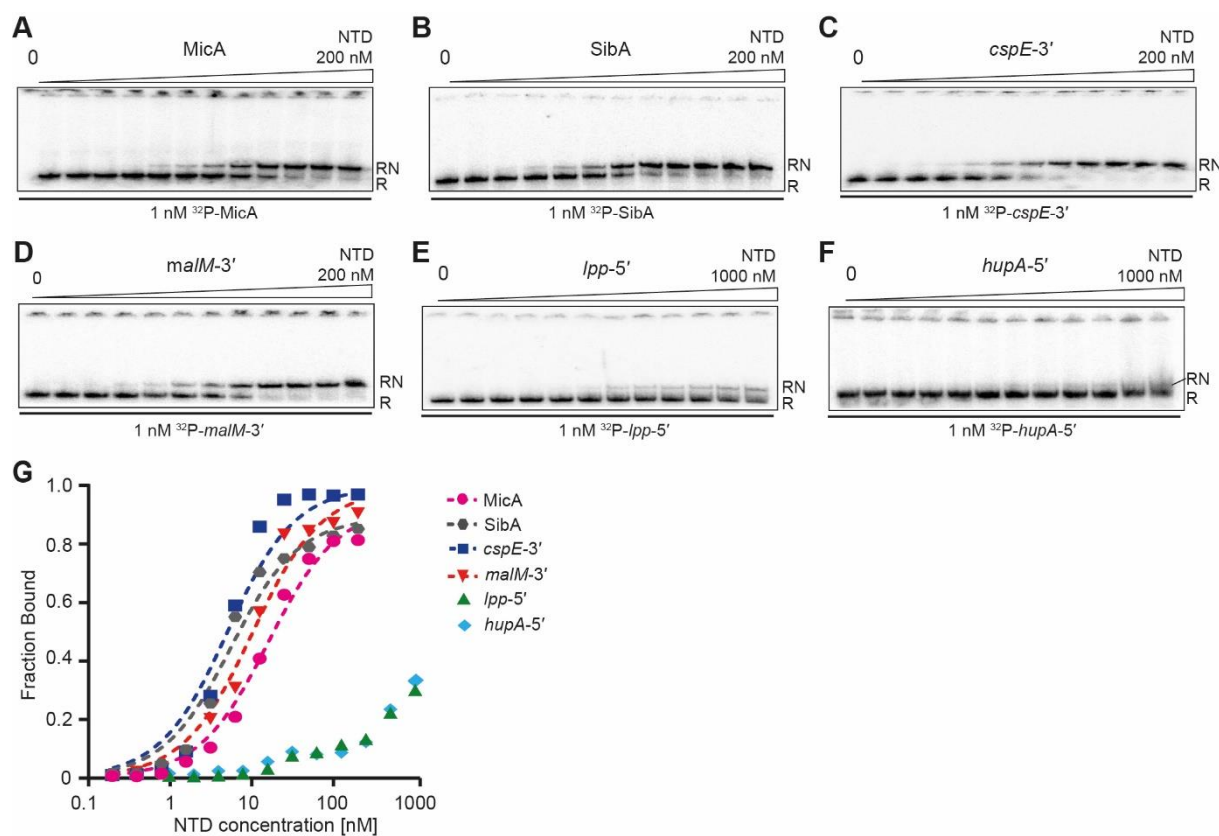 A
0
MicA
NTD
200 nM
RN
R
1 nM ³²P-MicA
B
0
SibA
NTD
200 nM
RN
R
1 nM ³²P-SibA
C
0
cspE-3′
NTD
200 nM
RN
R
1 nM ³²P-cspE-3′
D
0
malM-3′
NTD
200 nM
RN
R
1 nM ³²P-malM-3′
E
0
lpp-5′
NTD
1000 nM
RN
R
1 nM ³²P-lpp-5′
F
0
hupA-5′
NTD
1000 nM
RN
R
1 nM ³²P-hupA-5′
G
Fraction Bound
1.0
0.8
0.6
0.4
0.2
0
0.1
1
10
100
1000
NTD concentration [nM]
MicA
SibA
cspE-3′
malM-3′
lpp-5′
hupA-5′